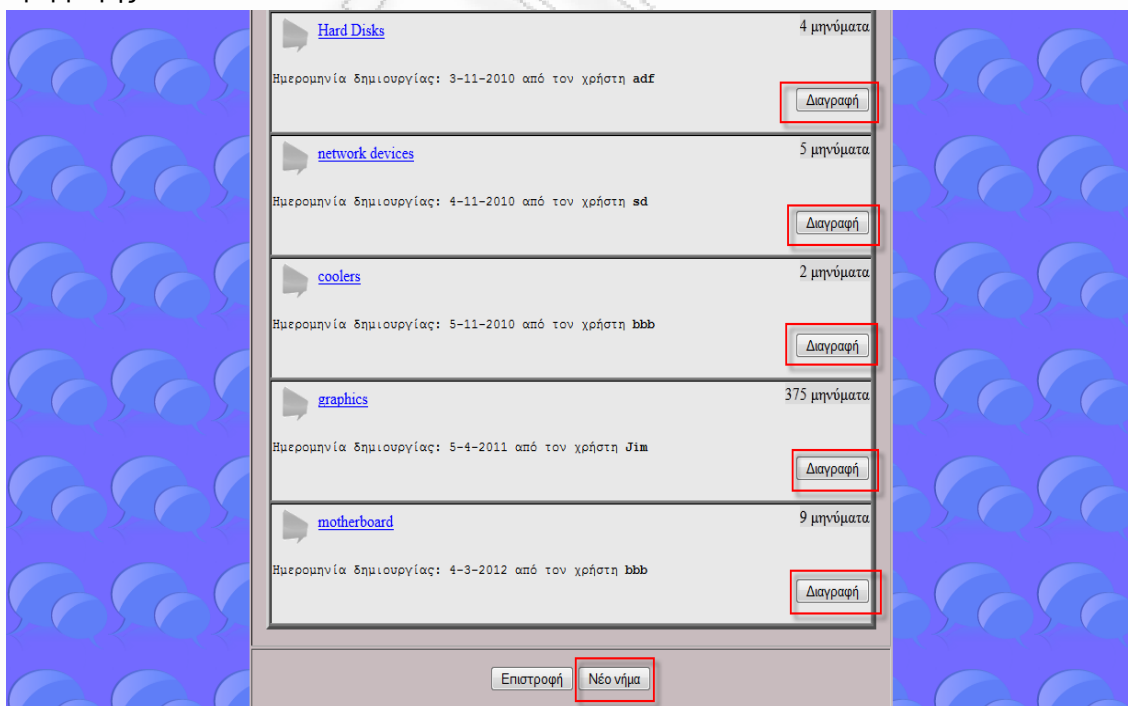 Hard Disks 4 μηνύματα
Ημερομηνία δημιουργίας: 3-11-2010 από τον χρήστη adf
Διαγραφή
network devices 5 μηνύματα
Ημερομηνία δημιουργίας: 4-11-2010 από τον χρήστη sd
Διαγραφή
coolers 2 μηνύματα
Ημερομηνία δημιουργίας: 5-11-2010 από τον χρήστη bbb
Διαγραφή
graphics 375 μηνύματα
Ημερομηνία δημιουργίας: 5-4-2011 από τον χρήστη Jim
Διαγραφή
motherboard 9 μηνύματα
Ημερομηνία δημιουργίας: 4-3-2012 από τον χρήστη bbb
Διαγραφή
Επιστροφή Νέο νήμα